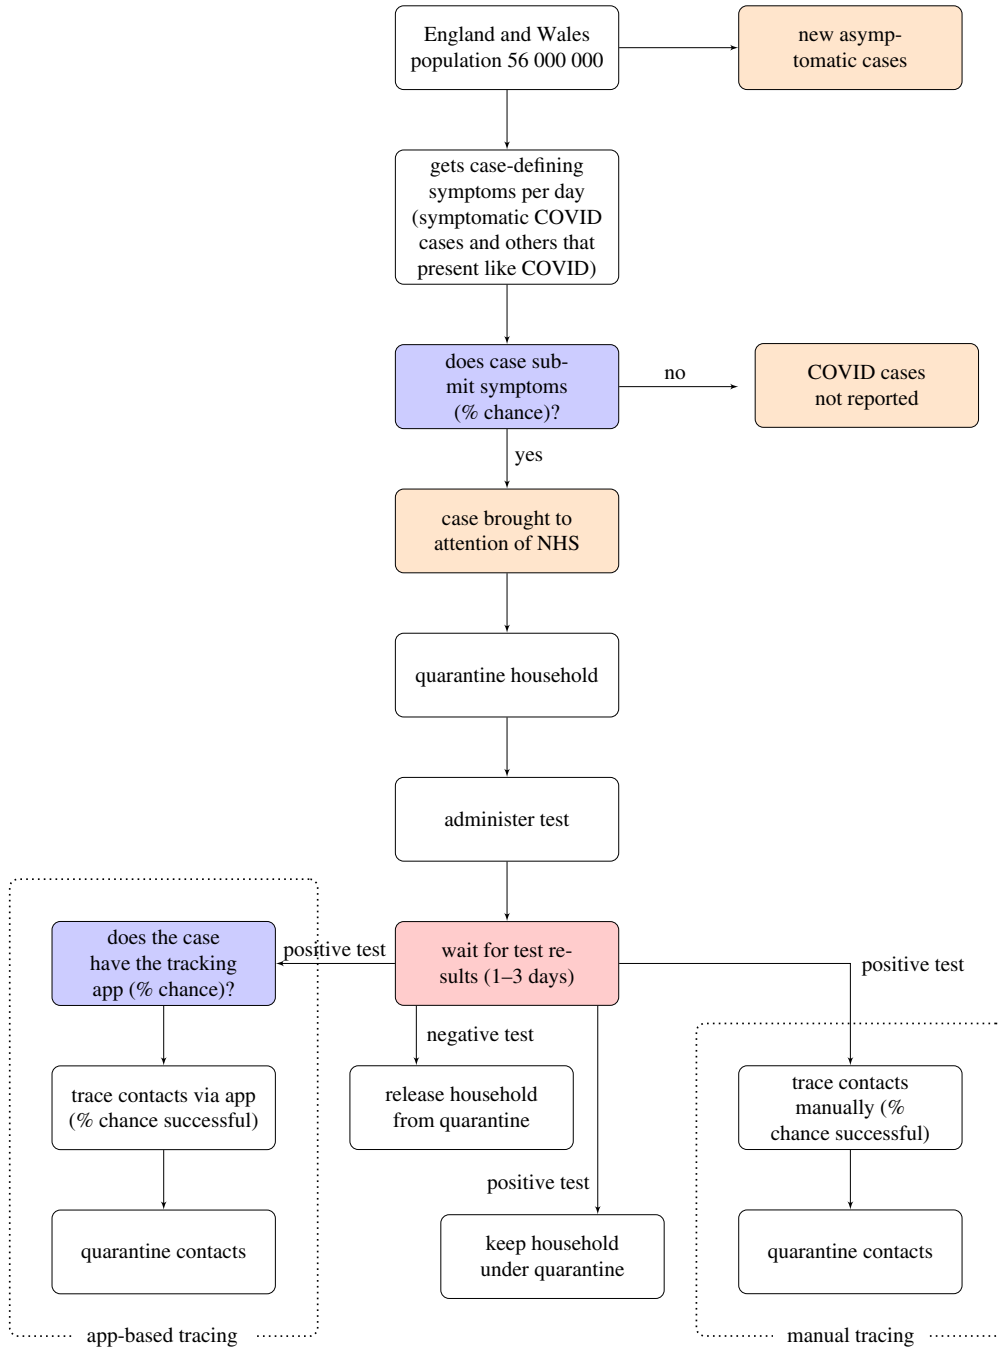 England and Wales
population 56 000 000
new asymp-
tomatic cases
gets case-defining
symptoms per day
(symptomatic COVID
cases and others that
present like COVID)
does case sub-
mit symptoms
(% chance)?
no
COVID cases
not reported
yes
case brought to
attention of NHS
quarantine household
administer test
does the case
have the tracking
app (% chance)?
positive test
wait for test re-
sults (1–3 days)
positive test
negative test
trace contacts via app
(% chance successful)
release household
from quarantine
trace contacts
manually (%
chance successful)
positive test
quarantine contacts
keep household
under quarantine
quarantine contacts
app-based tracing
manual tracing